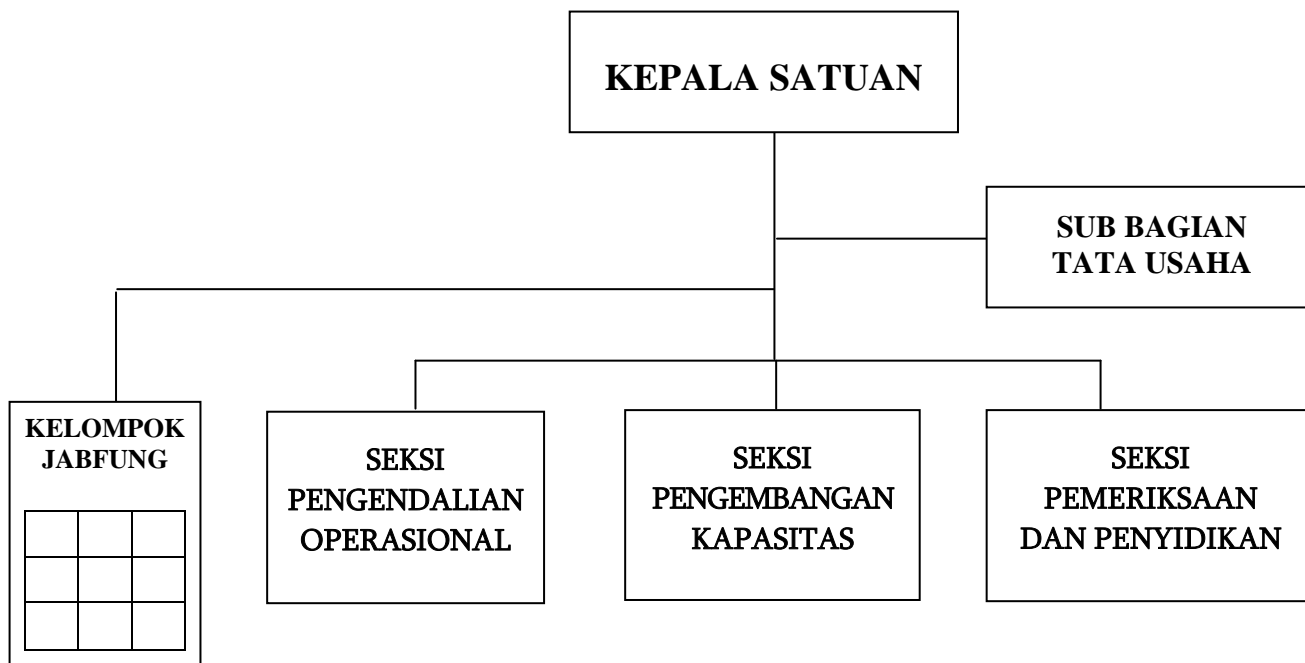 KEPALA SATUAN
SUB BAGIAN
TATA USAHA
KELOMPOK
JABFUNG
SEKSI
PENGENDALIAN
OPERASIONAL
SEKSI
PENGEMBANGAN
KAPASITAS
SEKSI
PEMERIKSAAN
DAN PENYIDIKAN